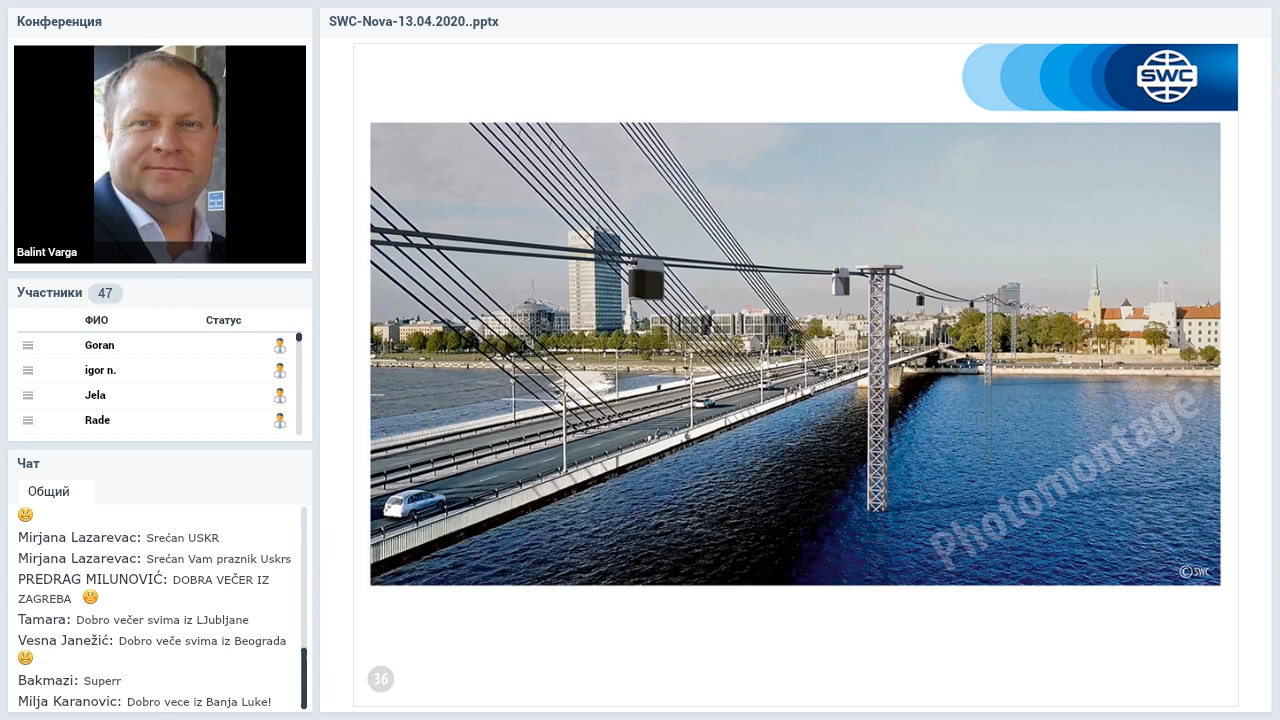 Конференция
Balint Varga
Участники 47
ФИО Статус
Goran
igor n.
Jela
Rade
Чат
Общий
Mirjana Lazarevac: Srećan USKR
Mirjana Lazarevac: Srećan Vam praznik Uskrs
PREDRAG MILUNOVIĆ: DOBRA VEČER IZ
ZAGREBA
Tamara: Dobro večer svima iz LJubljane
Vesna Janežić: Dobro veče svima iz Beograda
Bakmazi: Superr
Milja Karanovic: Dobro vece iz Banja Luke!
SWC-Nova-13.04.2020..pptx
SWC
Photomontage
©SWC
36